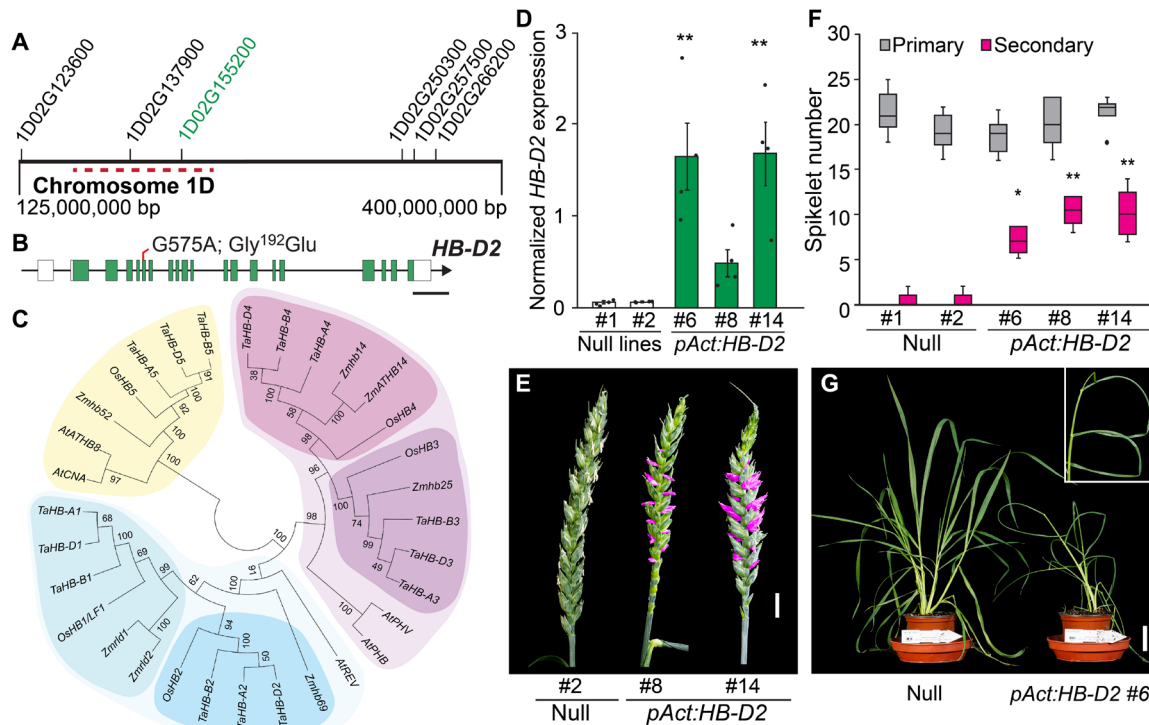 A
1D02G123600
1D02G137900
1D02G155200
1D02G250300
1D02G257500
1D02G266200
Chromosome 1D
125,000,000 bp
400,000,000 bp
B
G575A; Gly192Glu
HB-D2
C
TaHB-D4
TaHB-B4
TaHB-A4
Zmhb14
ZmATHB14
OsHB4
OsHB3
Zmhb25
TaHB-B3
TaHB-D3
TaHB-A3
AtPHV
AtPHB
AtREV
Zmhb69
TaHB-D2
TaHB-A2
TaHB-B2
OsHB2
Zmrld2
Zmrld1
OsHB1/LF1
TaHB-B1
TaHB-D1
TaHB-A1
AtCNA
AtATHB8
Zmhb52
OsHB5
TaHB-A5
TaHB-D5
TaHB-B5
91
100
92
100
100
97
38
100
58
100
98
96
100
74
99
49
98
100
100
16
100
62
94
100
50
99
69
100
68
D
Normalized HB-D2 expression
3
2
1
0
**
**
#1
#2
#6
#8
#14
Null lines
pAct:HB-D2
E
#2
#8
#14
Null
pAct:HB-D2
F
Primary
Secondary
Spikelet number
30
25
20
15
10
5
0
*
**
**
#1
#2
#6
#8
#14
Null
pAct:HB-D2
G
Null
pAct:HB-D2 #6